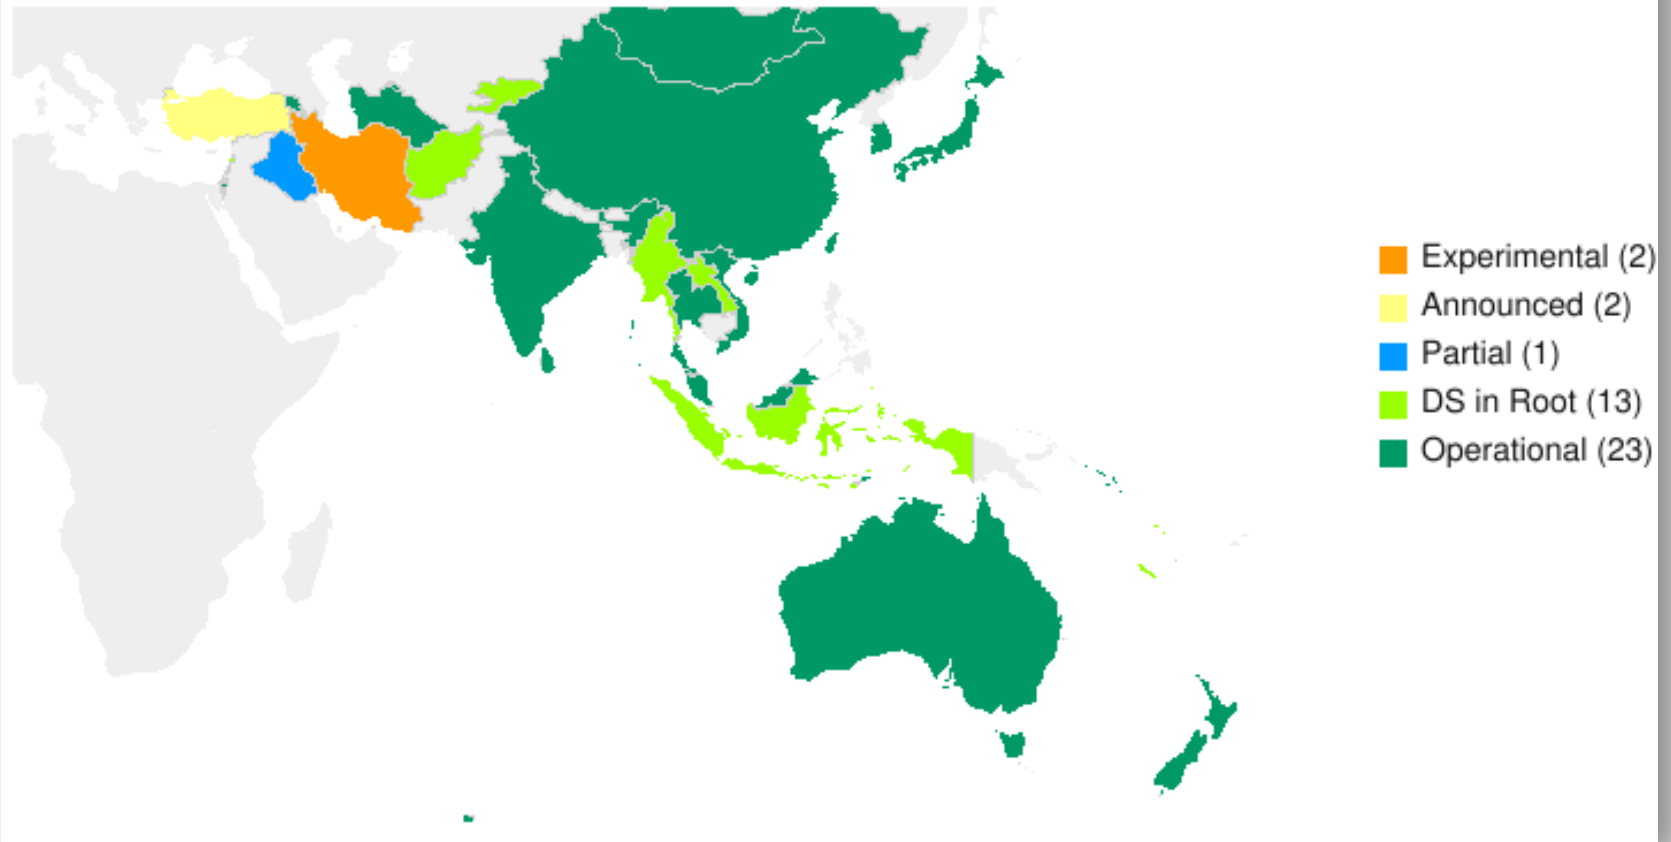 Experimental (2)
Announced (2)
Partial (1)
DS in Root (13)
Operational (23)